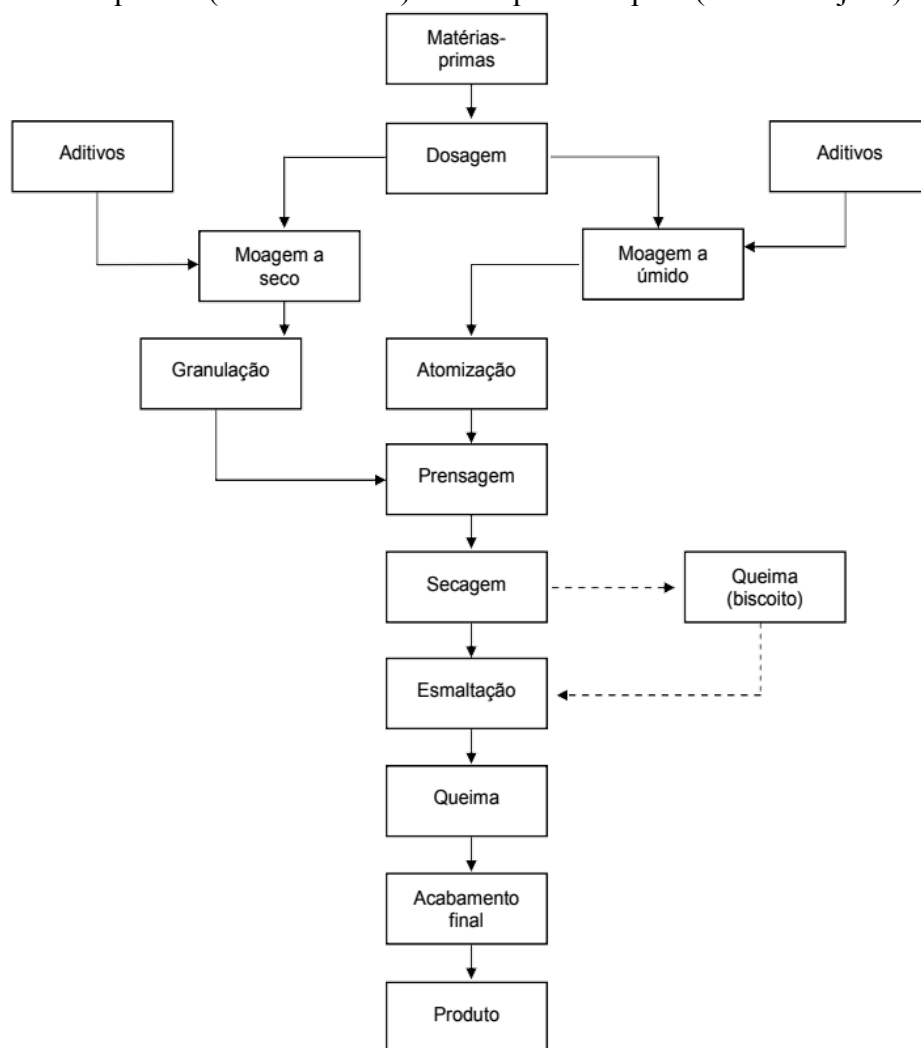 Matérias-
primas
Aditivos
Dosagem
Aditivos
Moagem a
seco
Moagem a
úmido
Granulação
Atomização
Prensagem
Secagem
Queima
(biscoito)
Esmaltação
Queima
Acabamento
final
Produto